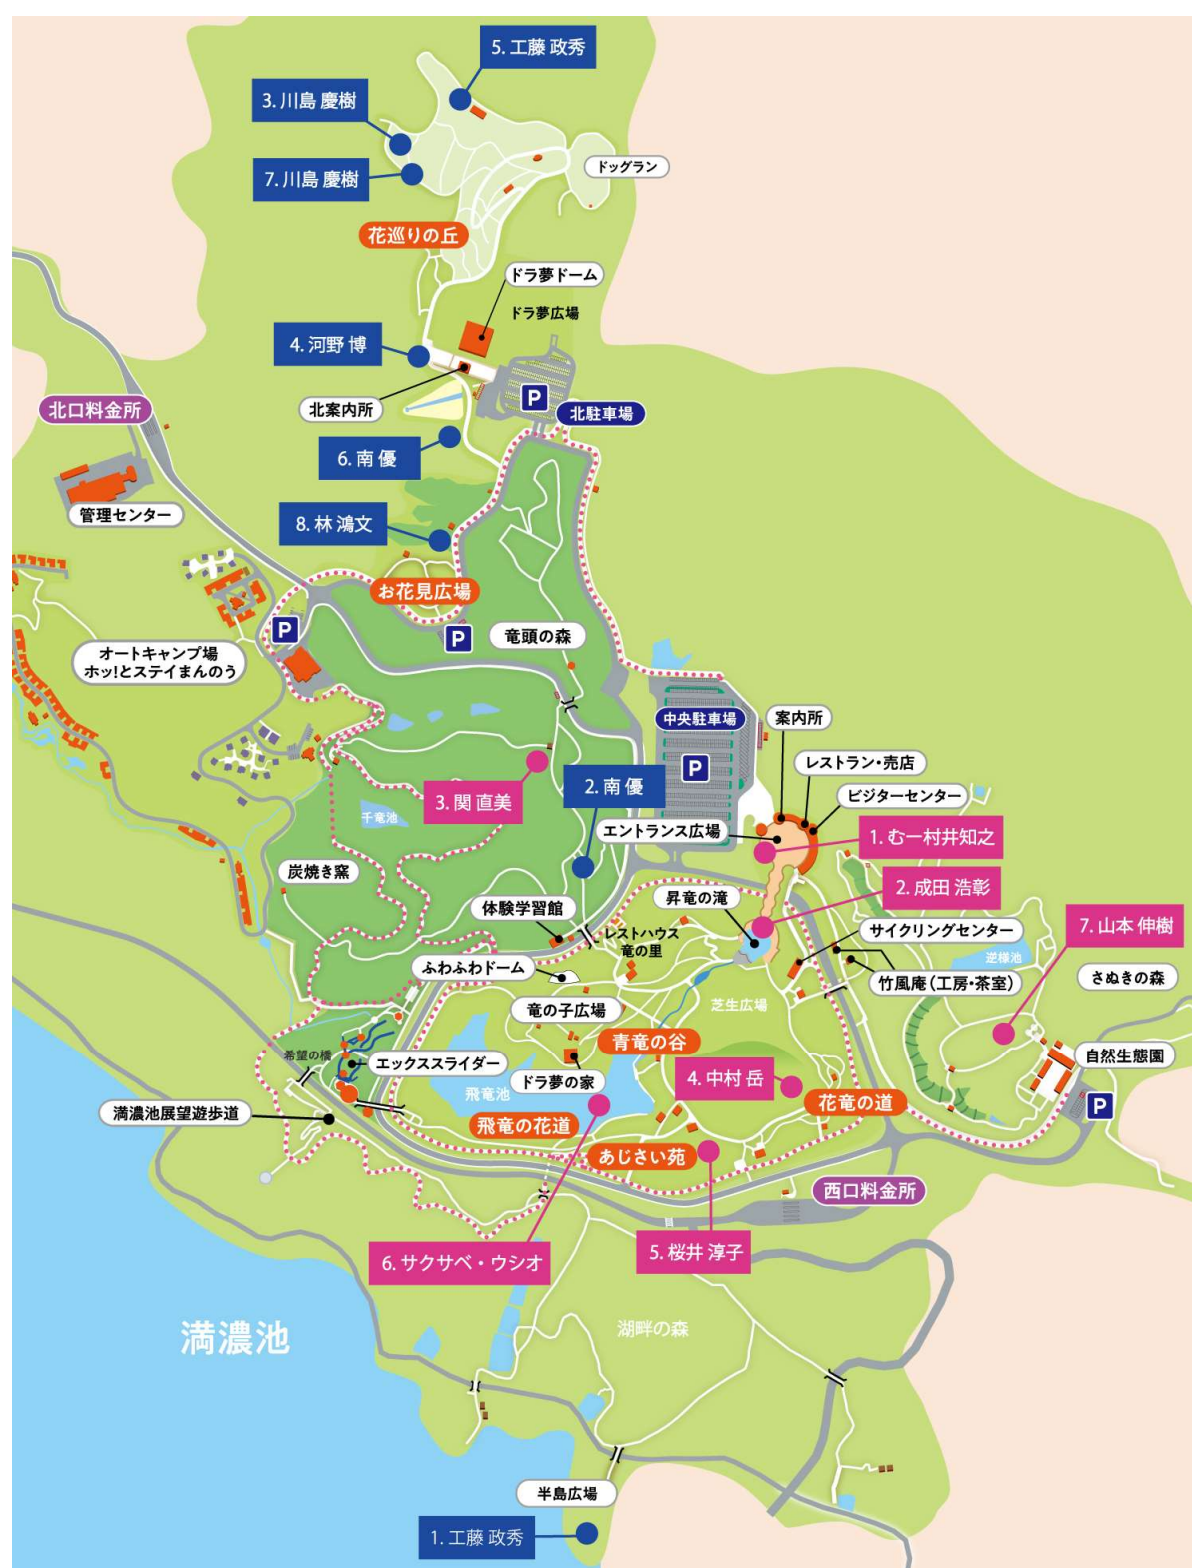 5. 工藤 政秀
3. 川島 慶樹
7. 川島 慶樹
ドッグラン
花巡りの丘
ドラ夢ドーム
ドラ夢広場
4. 河野 博
北案内所
P
北駐車場
北口料金所
6. 南 優
管理センター
8. 林 鴻文
お花見広場
P
P
竜頭の森
オートキャンプ場
ホッ!とステイまんのう
中央駐車場
案内所
P
レストラン・売店
3. 関 直美
2. 南 優
ビジターセンター
千竜池
エントランス広場
1. むー村井知之
炭焼き窯
昇竜の滝
2. 成田 浩彰
体験学習館
レストハウス
竜の里
サイクリングセンター
7. 山本 伸樹
逆様池
ふわふわドーム
竹風庵(工房・茶室)
さぬきの森
竜の子広場
芝生広場
青竜の谷
希望の橋
エックススライダー
自然生態園
ドラ夢の家
4. 中村 岳
飛竜池
花竜の道
P
満濃池展望遊歩道
飛竜の花道
あじさい苑
西口料金所
6. サクサベ・ウシオ
5. 桜井 淳子
満濃池
湖畔の森
半島広場
1. 工藤 政秀